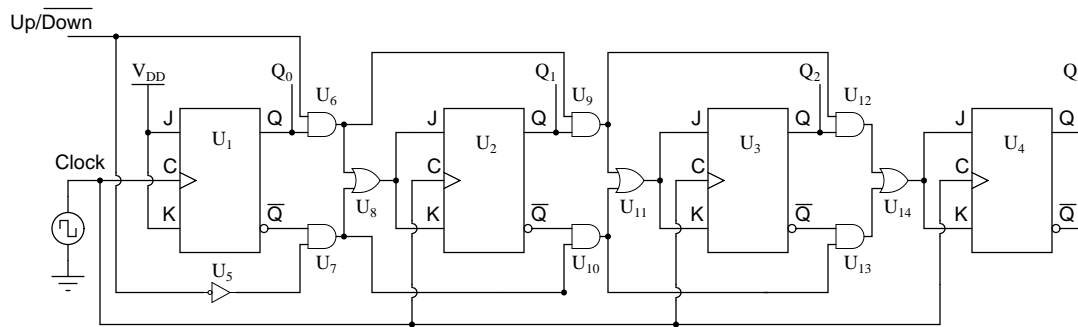 Up/Down
V_DD
Q_0
U_6
Q_1
U_9
Q_2
U_12
Q
J
Q
U_1
J
Q
U_2
J
Q
U_3
J
Q
U_4
Clock
C
C
C
C
U_8
U_11
U_14
K
Q
K
Q
K
Q
K
Q
U_5
U_7
U_10
U_13